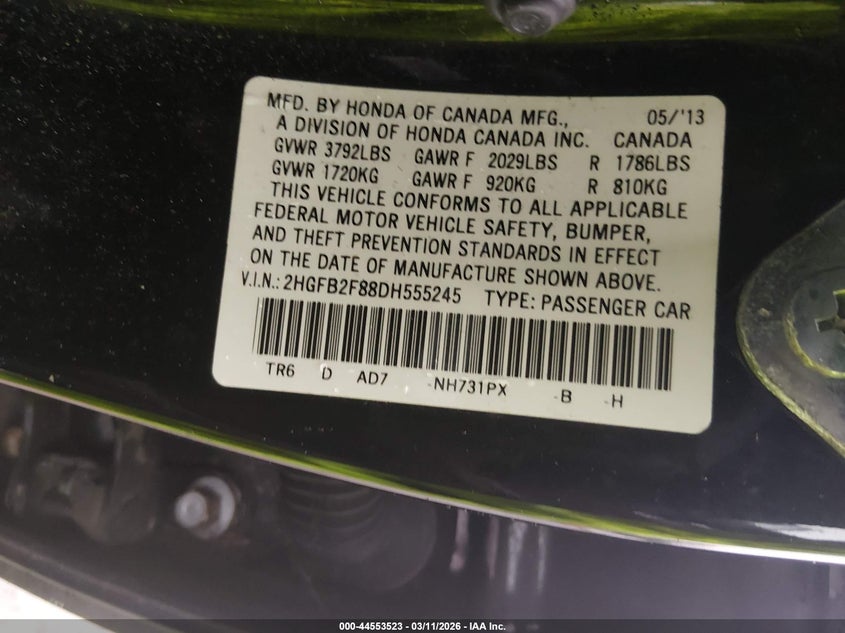 MFD. BY HONDA OF CANADA MFG., 05/'13
A DIVISION OF HONDA CANADA INC. CANADA
GVWR 3792LBS GAWR F 2029LBS R 1786LBS
GVWR 1720KG GAWR F 920KG R 810KG
THIS VEHICLE CONFORMS TO ALL APPLICABLE
FEDERAL MOTOR VEHICLE SAFETY, BUMPER,
AND THEFT PREVENTION STANDARDS IN EFFECT
ON THE DATE OF MANUFACTURE SHOWN ABOVE.
V.I.N.: 2HGFB2F88DH555245 TYPE: PASSENGER CAR
TR6 D AD7 -NH731PX -B -H
000-44553523 - 03/11/2026 - IAA Inc.